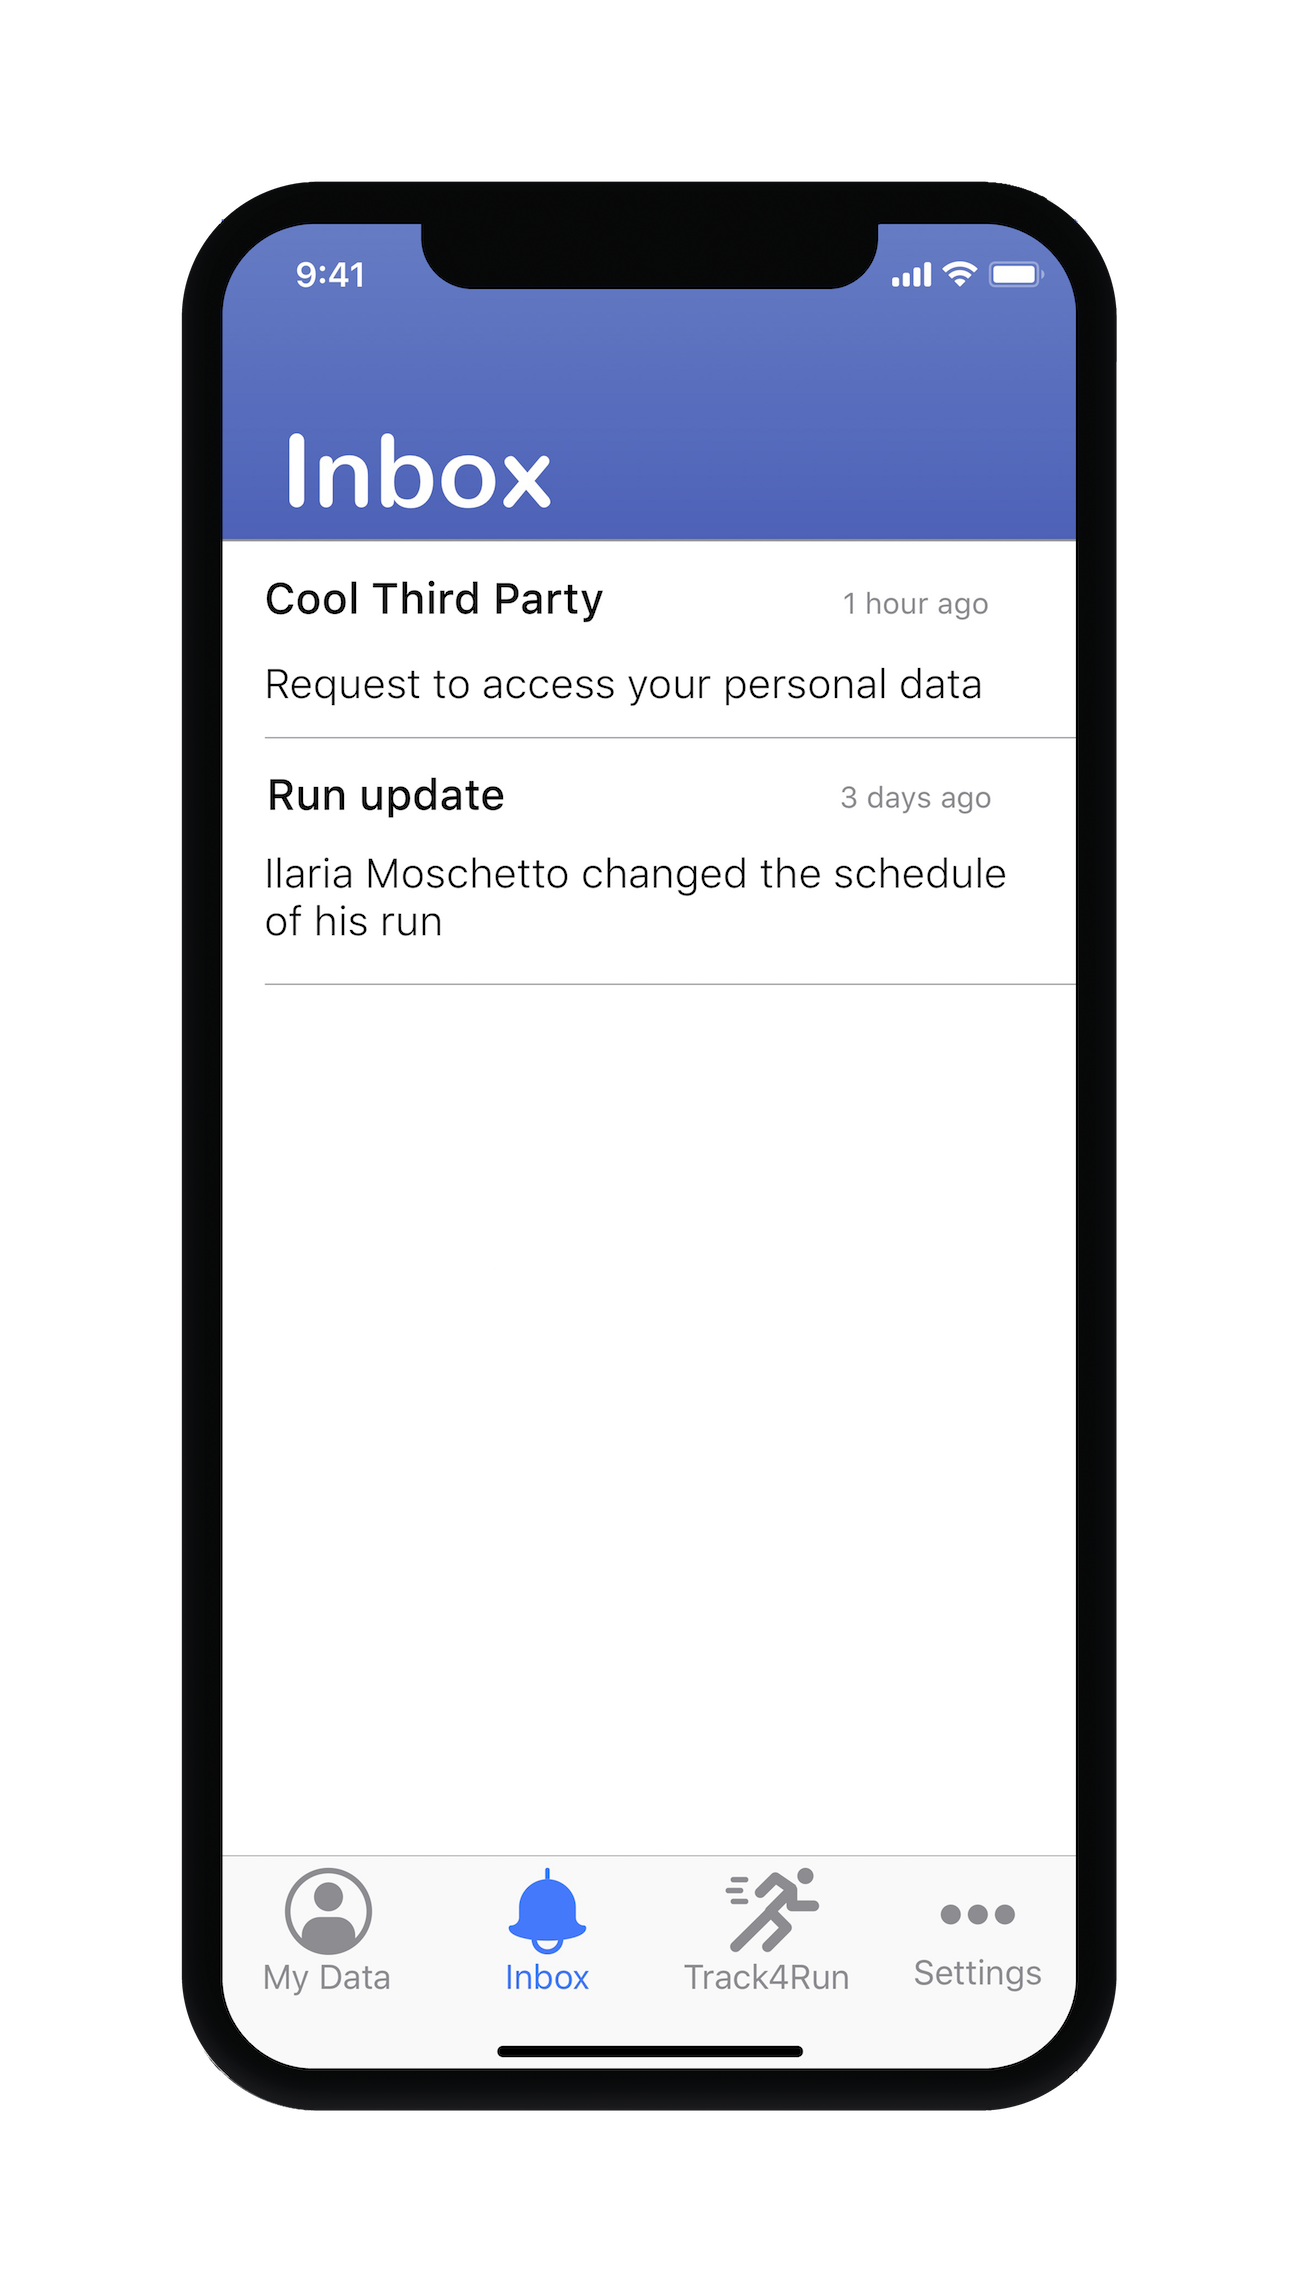 9:41
Inbox
Cool Third Party
1 hour ago
Request to access your personal data
Run update
3 days ago
Ilaria Moschetto changed the schedule
of his run
My Data
Inbox
Track4Run
Settings